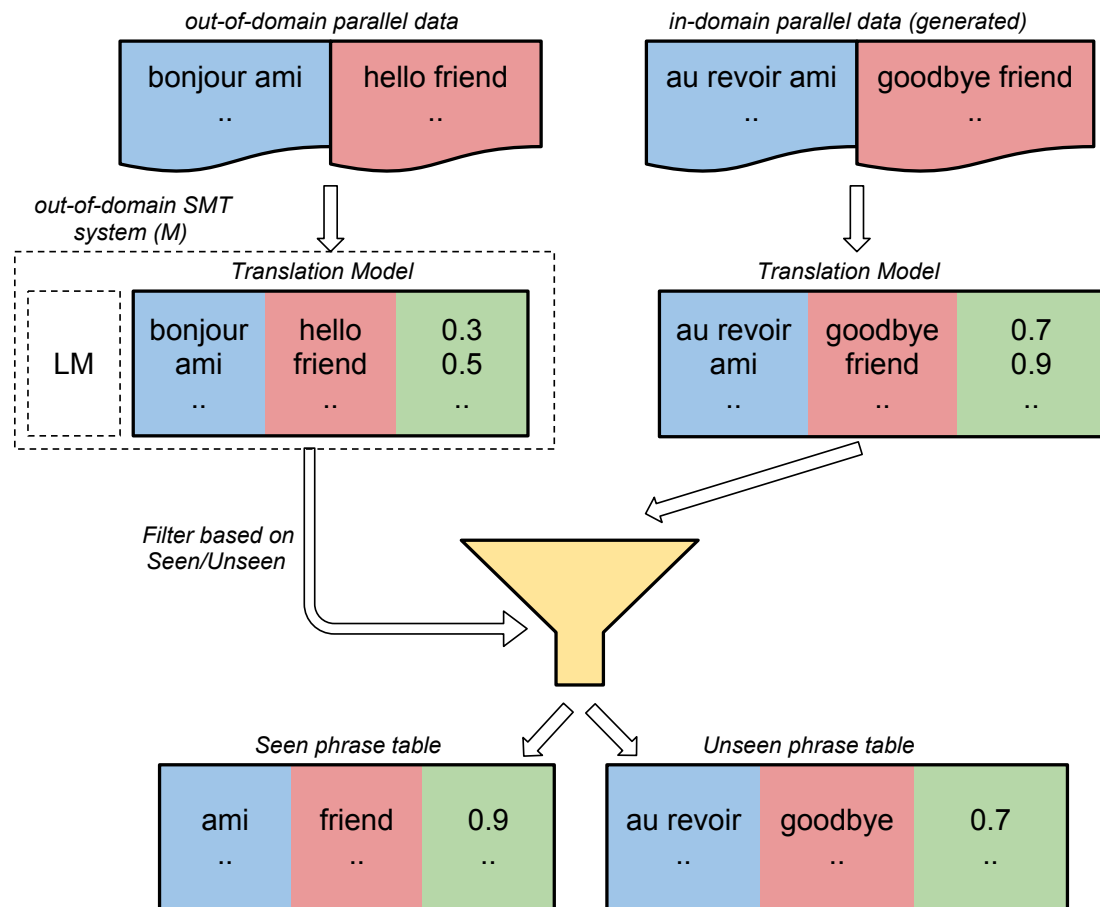 out-of-domain parallel data
in-domain parallel data (generated)
bonjour ami
hello friend
..
..
au revoir ami
goodbye friend
..
..
out-of-domain SMT
system (M)
Translation Model
LM
bonjour
hello
0.3
ami
friend
0.5
..
..
..
Translation Model
au revoir
goodbye
0.7
ami
friend
0.9
..
..
..
Filter based on
Seen/Unseen
Seen phrase table
ami
friend
0.9
..
..
..
Unseen phrase table
au revoir
goodbye
0.7
..
..
..